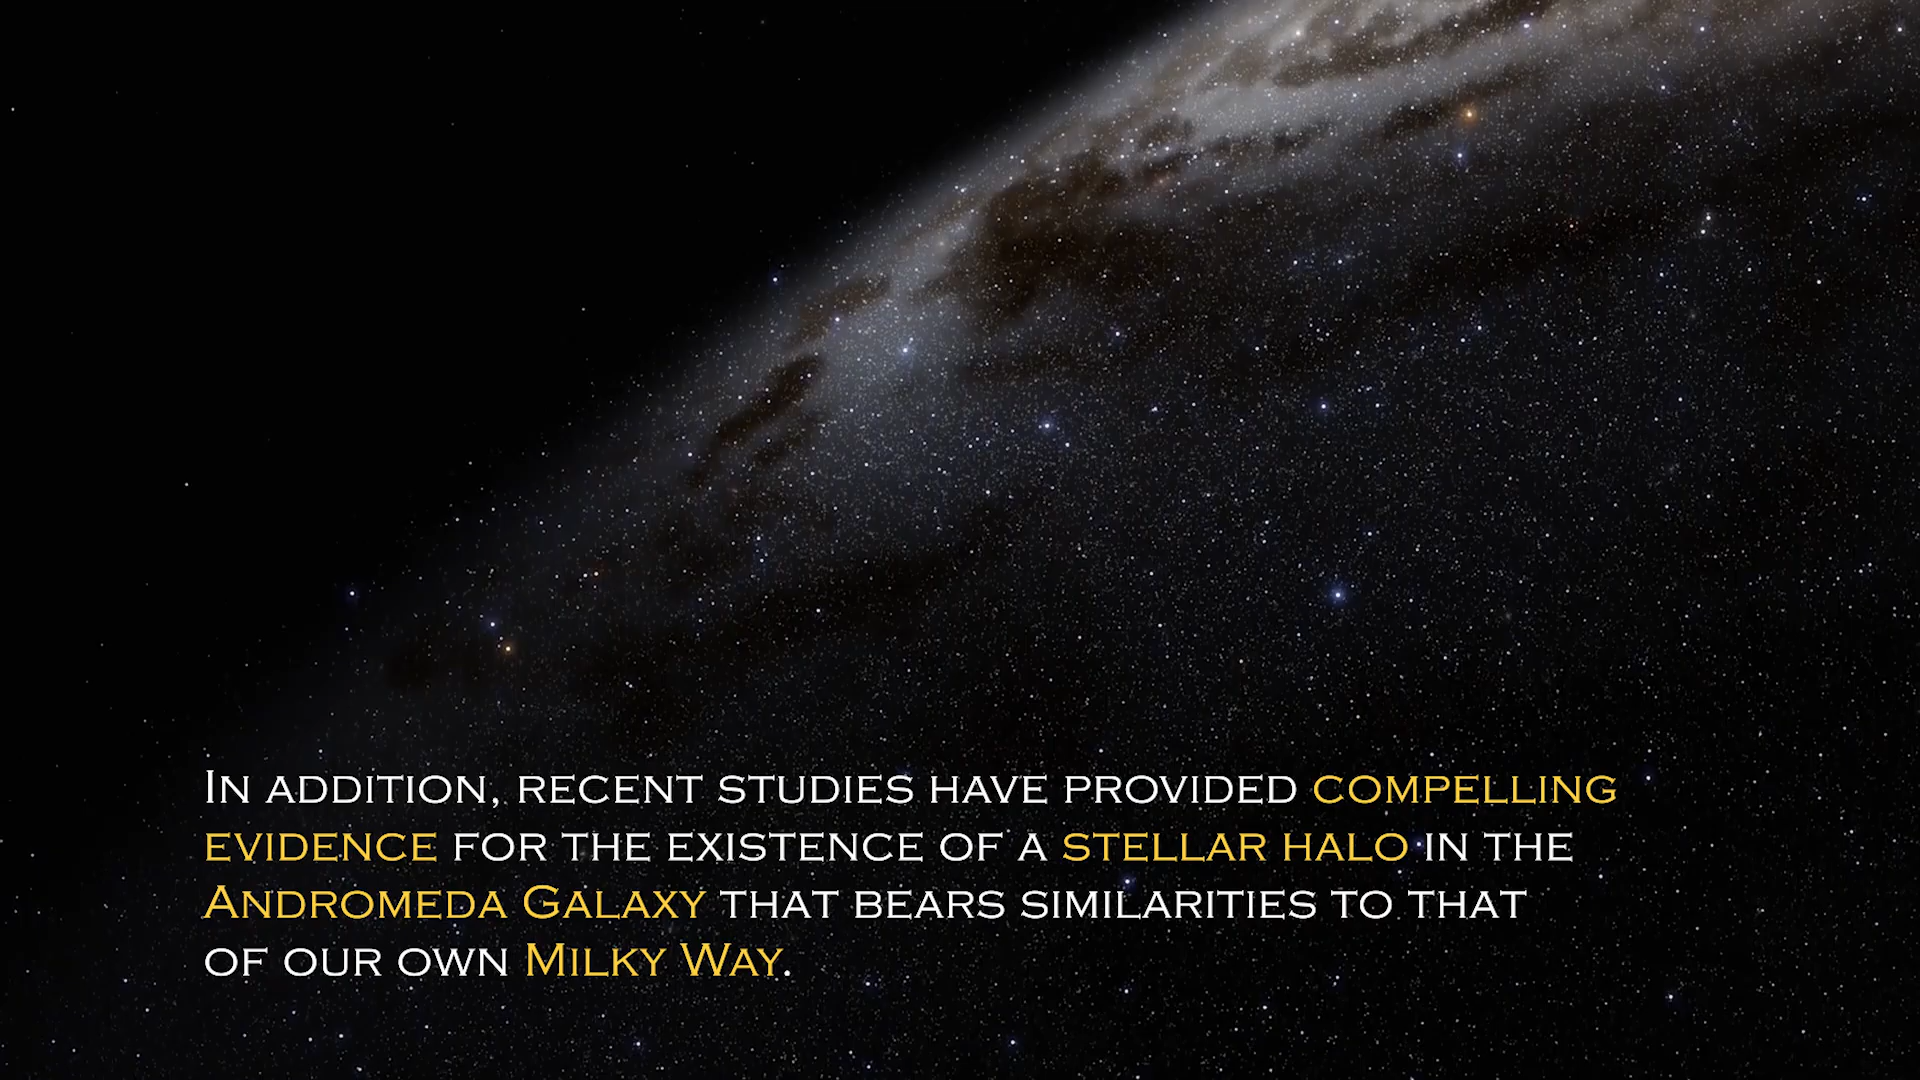 In addition, recent studies have provided compelling
evidence for the existence of a stellar halo in the
Andromeda Galaxy that bears similarities to that
of our own Milky Way.